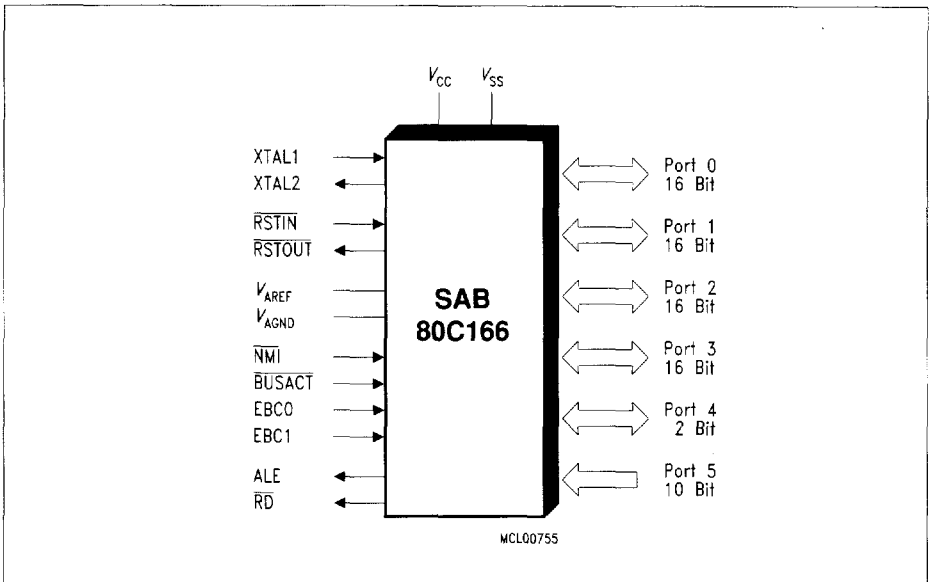 VCC VSS
XTAL1
XTAL2
RSTIN
RSTOUT
VAREF
VAGND
NMI
BUSACT
EBC0
EBC1
ALE
RD
SAB
80C166
Port 0
16 Bit
Port 1
16 Bit
Port 2
16 Bit
Port 3
16 Bit
Port 4
2 Bit
Port 5
10 Bit
MCL00755